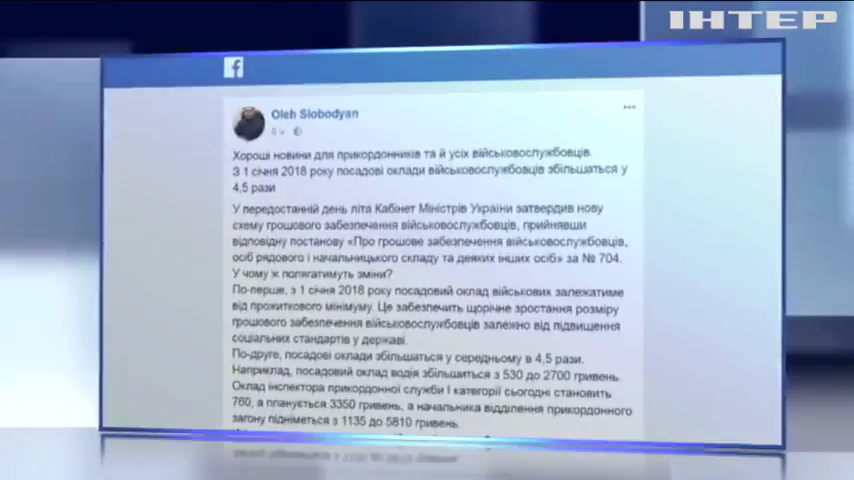 ІНТЕР
f
Oleh Slobodyan
Хороші новини для прикордонників та й усіх військовослужбовців.
З 1 січня 2018 року посадові оклади військовослужбовців збільшаться у
4,5 рази
У передостанній день літа Кабінет Міністрів України затвердив нову
схему грошового забезпечення військовослужбовців, прийнявши
відповідну постанову «Про грошове забезпечення військовослужбовців,
осіб рядового і начальницького складу та деяких інших осіб» за № 704.
У чому ж полягатимуть зміни?
По-перше, з 1 січня 2018 року посадовий оклад військових залежатиме
від прожиткового мінімуму. Це забезпечить щорічне зростання розміру
грошового забезпечення військовослужбовців залежно від підвищення
соціальних стандартів у державі.
По-друге, посадові оклади збільшаться у середньому в 4,5 рази.
Наприклад, посадовий оклад водія збільшиться з 530 до 2700 гривень.
Оклад інспектора прикордонної служби І категорії сьогодні становить
760, а планується 3350 гривень, а начальника відділення прикордонного
загону підніметься з 1135 до 5810 гривень.